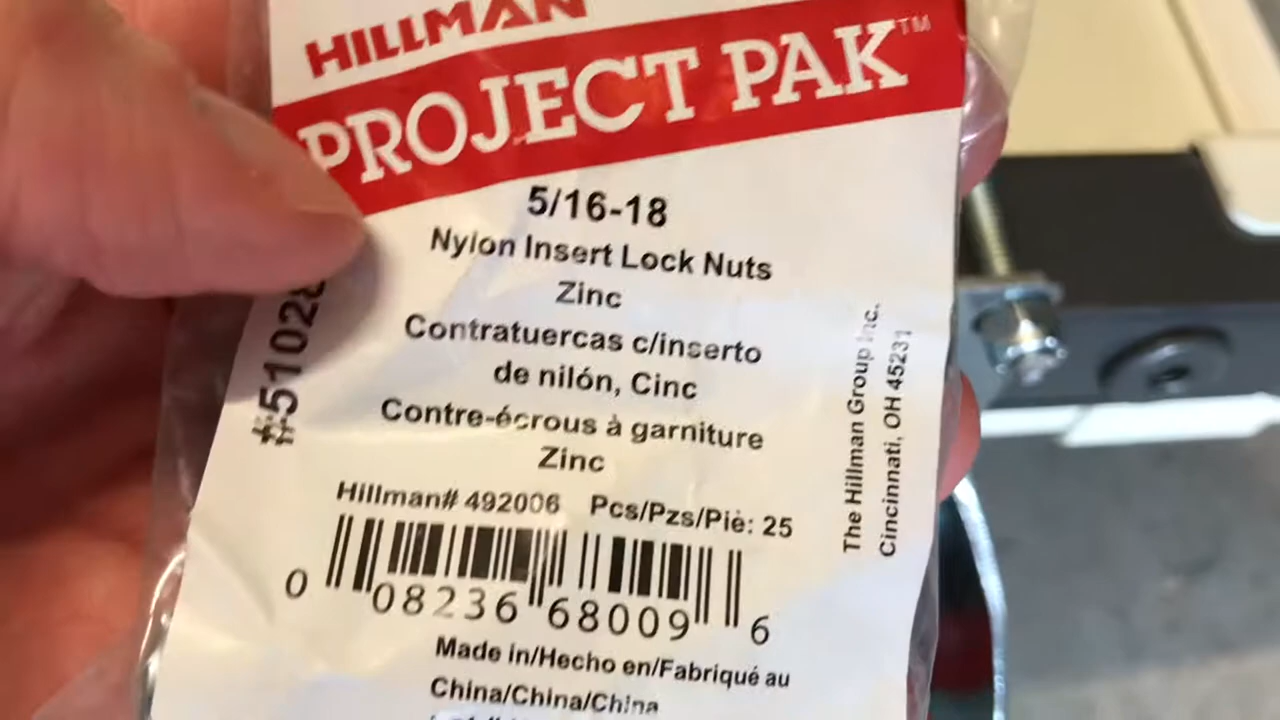 HILLMAN
PROJECT PAK™
5/16-18
Nylon Insert Lock Nuts
Zinc
Contratuercas c/inserto
de nilón, Cinc
Contre-écrous à garniture
Zinc
Hillman# 492006 Pcs/Pzs/Piè: 25
0 08236 68009 6
Made in/Hecho en/Fabriqué au
China/China/China
The Hillman Group Inc.
Cincinnati, OH 45231